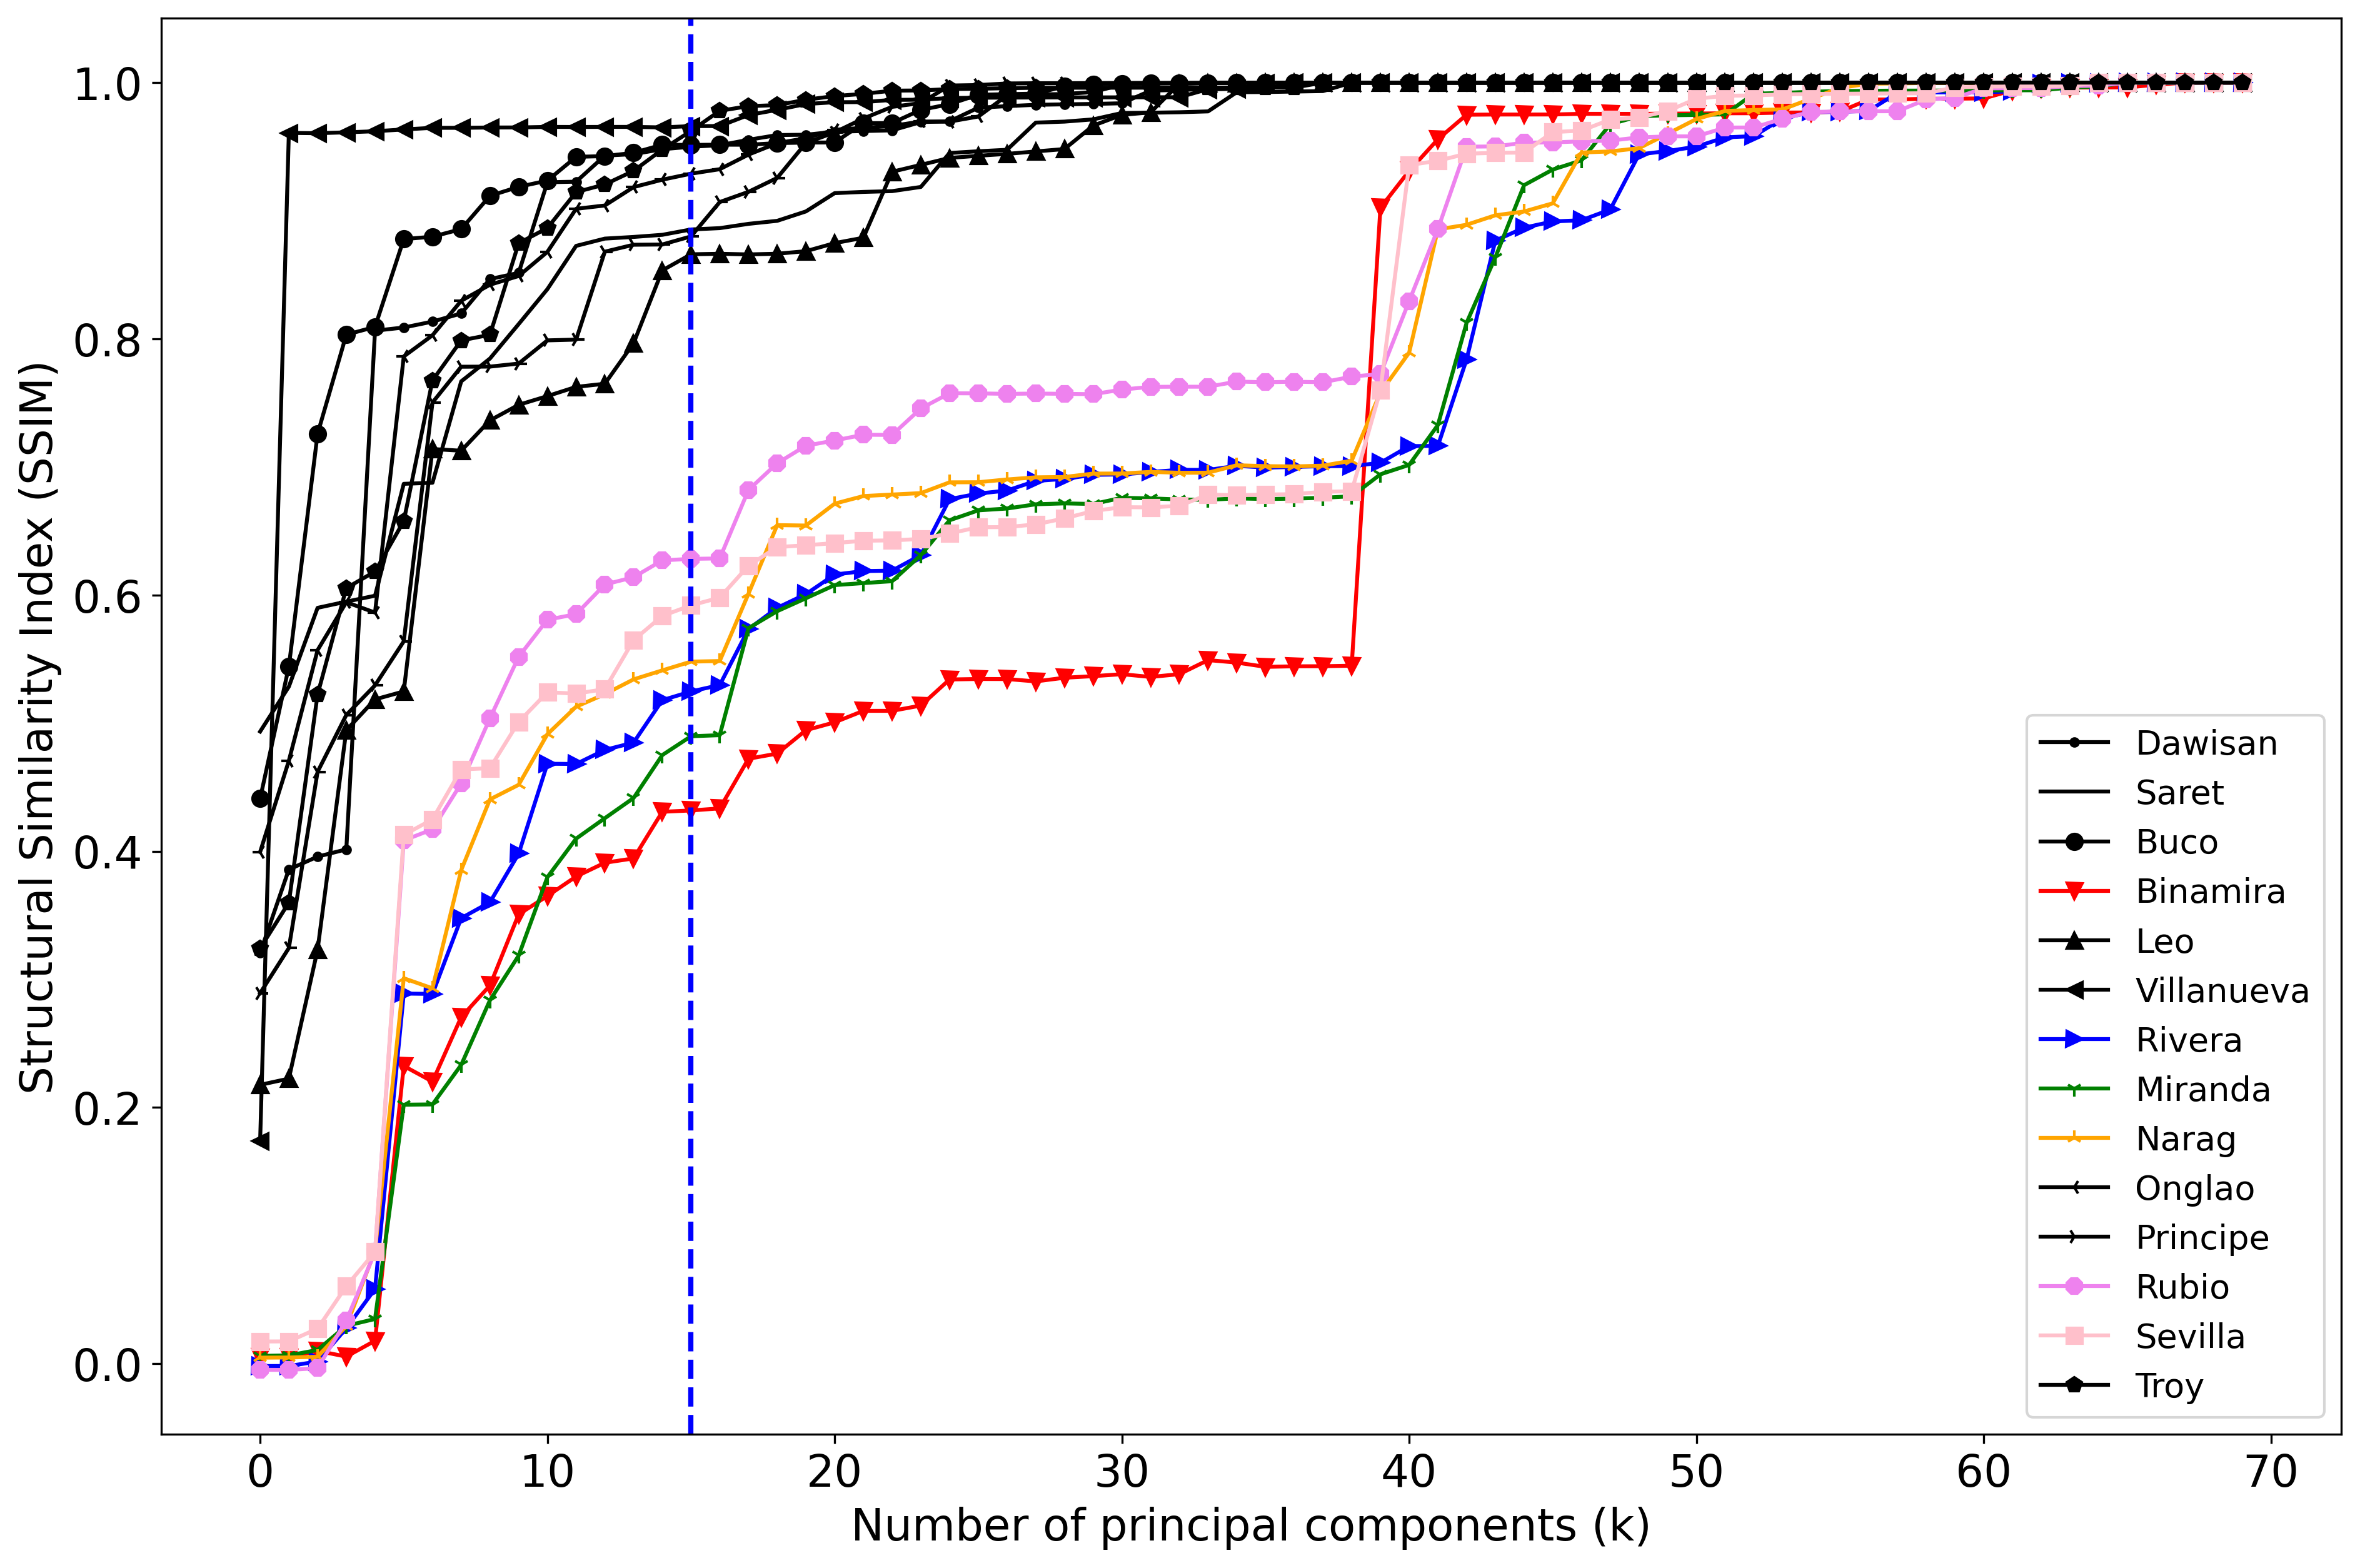 1.0
0.8
0.6
0.4
0.2
0.0
Structural Similarity Index (SSIM)
0 10 20 30 40 50 60 70
Number of principal components (k)
Dawisan
Saret
Buco
Binamira
Leo
Villanueva
Rivera
Miranda
Narag
Onglao
Principe
Rubio
Sevilla
Troy